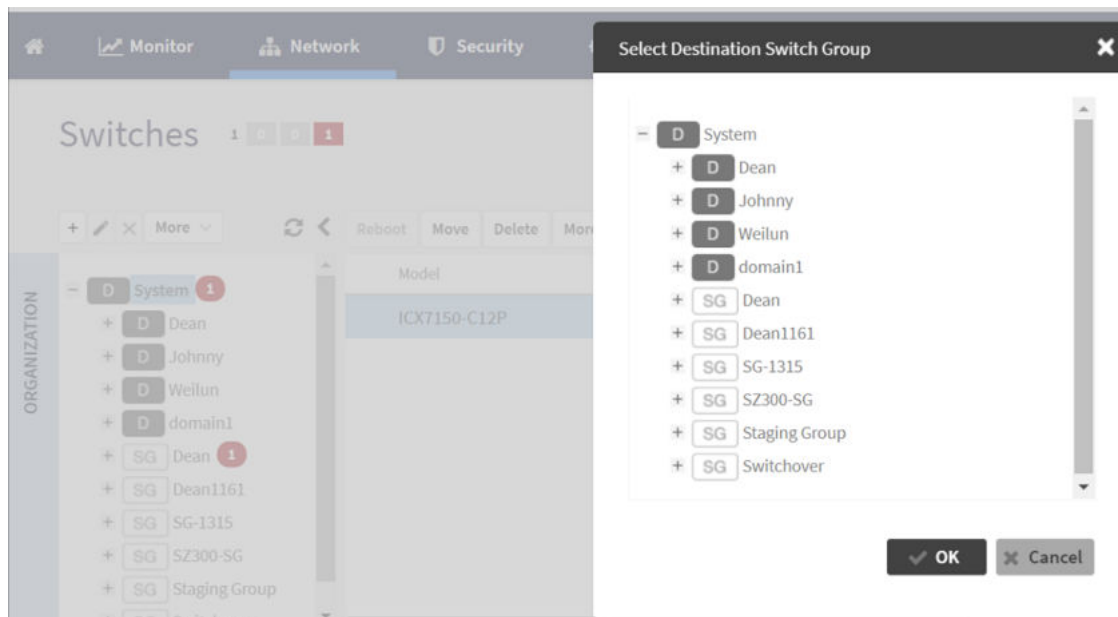 Monitor
Network
Security
Select Destination Switch Group
Switches 1 0 0 1
More
Reboot Move Delete More
ORGANIZATION
D System 1
D Dean
D Johnny
D Weilun
D domain1
SG Dean 1
SG Dean1161
SG SG-1315
SG SZ300-SG
SG Staging Group
Model
ICX7150-C12P
D System
D Dean
D Johnny
D Weilun
D domain1
SG Dean
SG Dean1161
SG SG-1315
SG SZ300-SG
SG Staging Group
SG Switchover
OK Cancel